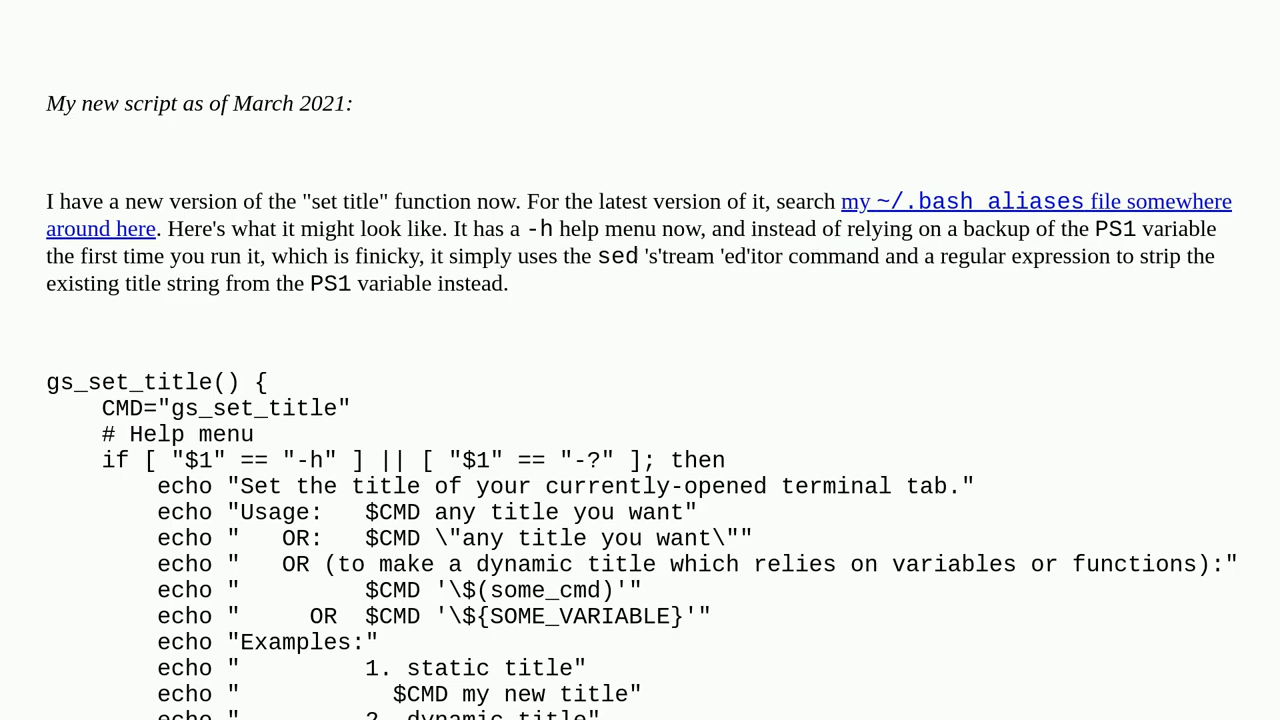 My new script as of March 2021:
I have a new version of the "set title" function now. For the latest version of it, search my ~/.bash_aliases file somewhere
around here. Here's what it might look like. It has a -h help menu now, and instead of relying on a backup of the PS1 variable
the first time you run it, which is finicky, it simply uses the sed 's'tream 'ed'itor command and a regular expression to strip the
existing title string from the PS1 variable instead.
gs_set_title() {
    CMD="gs_set_title"
    # Help menu
    if [ "$1" == "-h" ] || [ "$1" == "-?" ]; then
        echo "Set the title of your currently-opened terminal tab."
        echo "Usage:   $CMD any title you want"
        echo "   OR:   $CMD \"any title you want\""
        echo "   OR (to make a dynamic title which relies on variables or functions):"
        echo "         $CMD '\$(some_cmd)'"
        echo "     OR  $CMD '\${SOME_VARIABLE}'"
        echo "Examples:"
        echo "         1. static title"
        echo "           $CMD my new title"
        echo "         2. dynamic title"